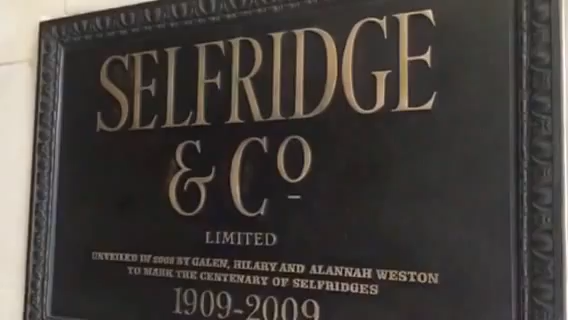 SELFRIDGE
& Co
LIMITED
UNVEILED IN 2009 BY GALEN, HILARY AND ALANNAH WESTON
TO MARK THE CENTENARY OF SELFRIDGES
1909-2009